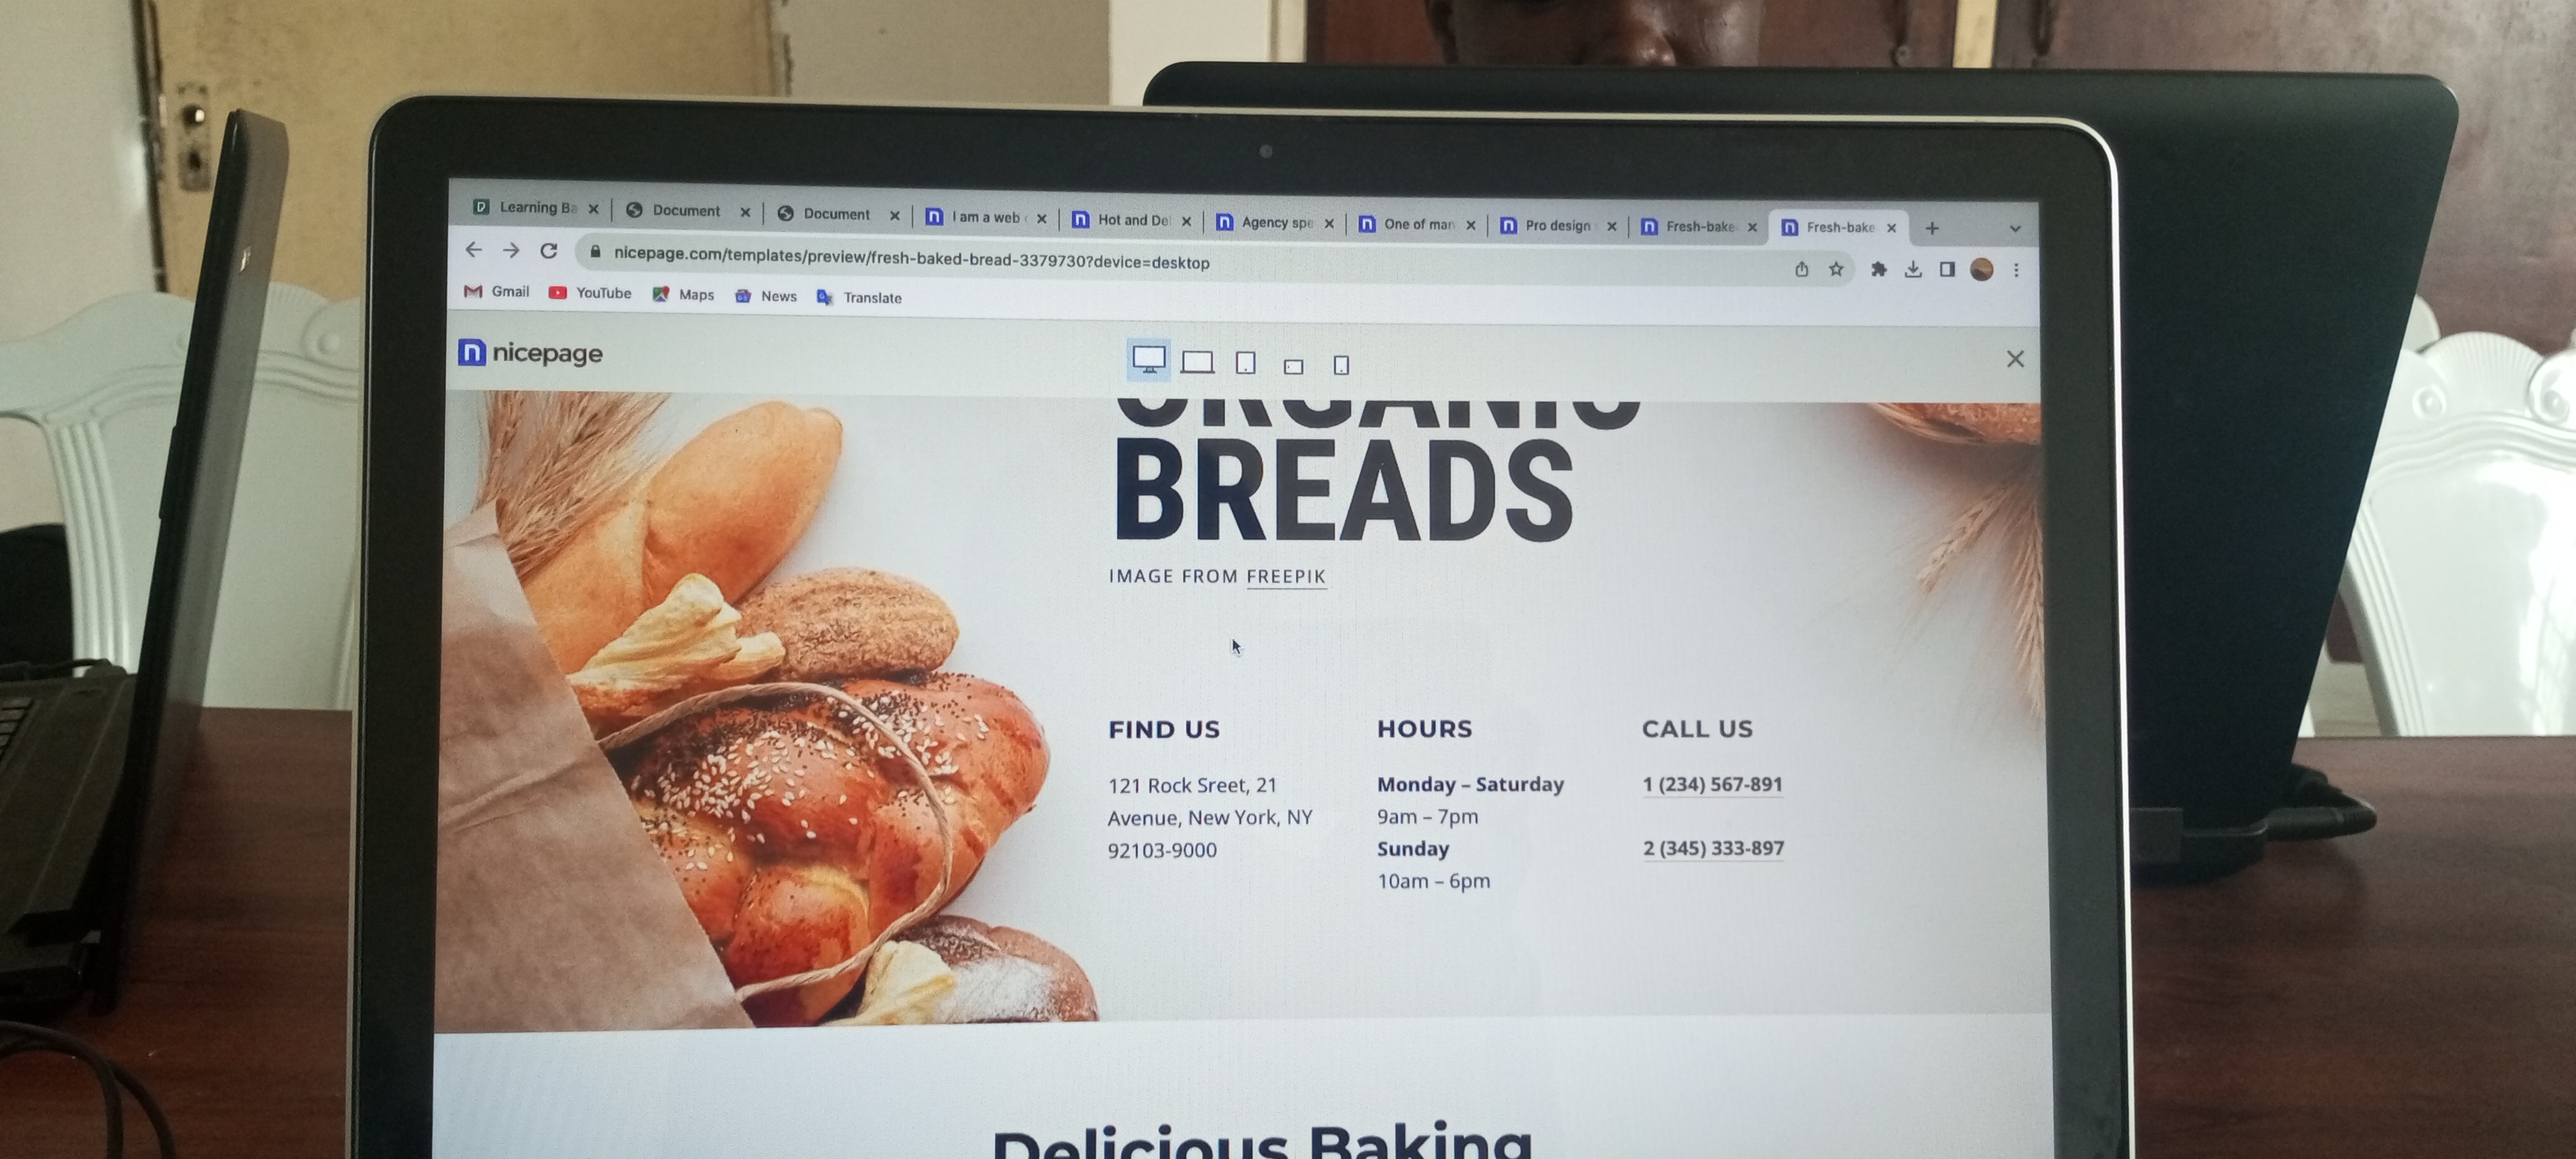 Learning Ba
Document
Document
I am a web
Hot and De
Agency spe
One of man
Pro design
Fresh-bake
Fresh-bake
nicepage.com/templates/preview/fresh-baked-bread-3379730?device=desktop
Gmail YouTube Maps News Translate
nicepage
ORGANIC
BREADS
IMAGE FROM FREEPIK
FIND US
121 Rock Sreet, 21
Avenue, New York, NY
92103-9000
HOURS
Monday – Saturday
9am – 7pm
Sunday
10am – 6pm
CALL US
1 (234) 567-891
2 (345) 333-897
Delicious Baking